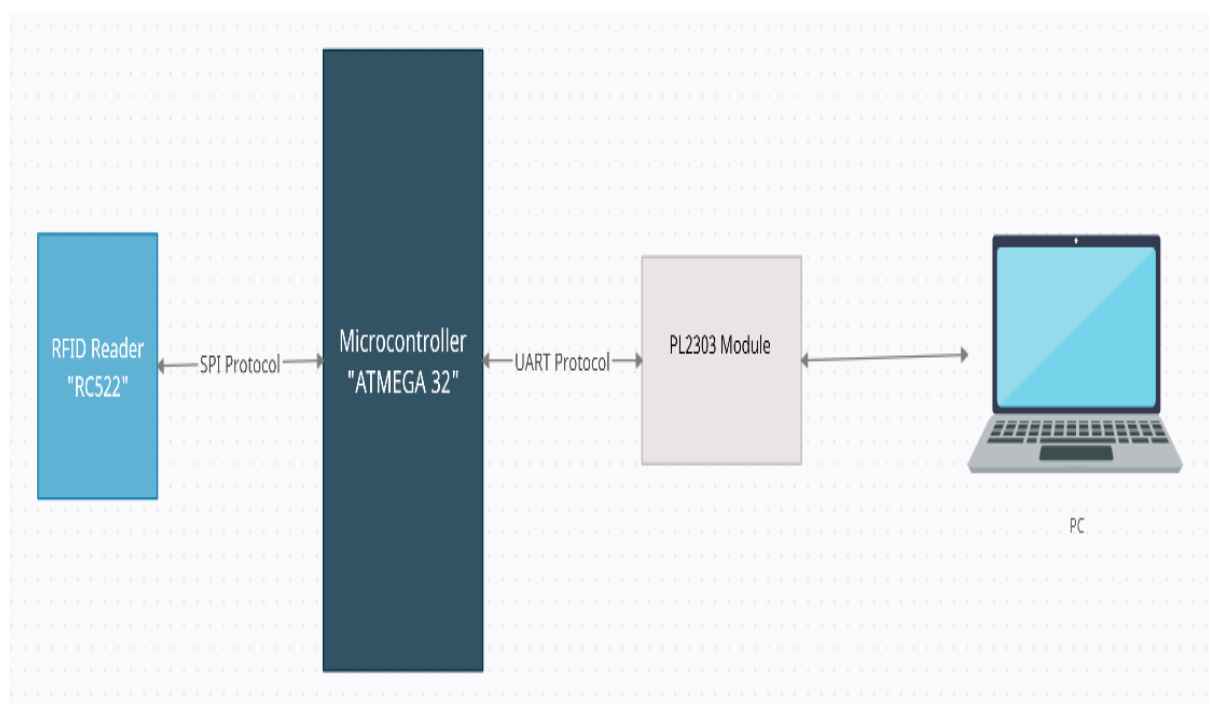 RFID Reader
"RC522"
SPI Protocol
Microcontroller
"ATMEGA 32"
UART Protocol
PL2303 Module
PC